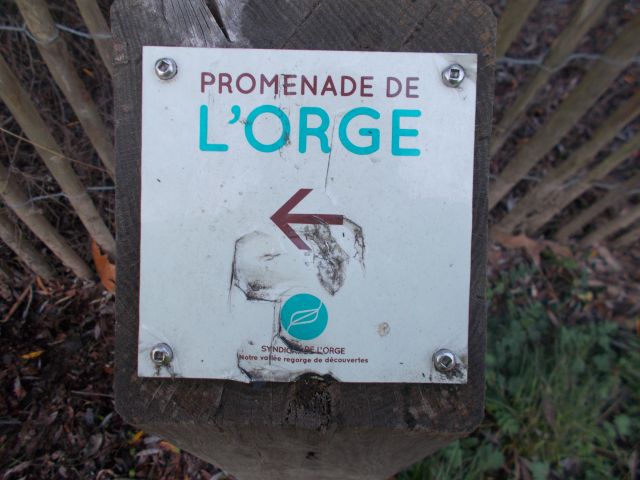 PROMENADE DE
L'ORGE
SYNDICAT DE L'ORGE
Notre vallée regorge de découvertes